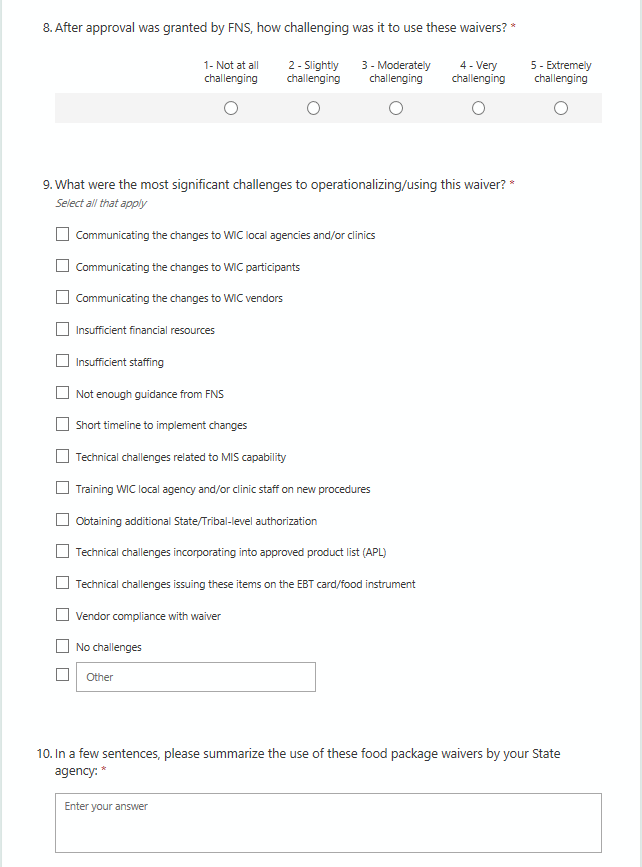 8. After approval was granted by FNS, how challenging was it to use these waivers? *
1- Not at all challenging
2 - Slightly challenging
3 - Moderately challenging
4 - Very challenging
5 - Extremely challenging
9. What were the most significant challenges to operationalizing/using this waiver? *
Select all that apply
Communicating the changes to WIC local agencies and/or clinics
Communicating the changes to WIC participants
Communicating the changes to WIC vendors
Insufficient financial resources
Insufficient staffing
Not enough guidance from FNS
Short timeline to implement changes
Technical challenges related to MIS capability
Training WIC local agency and/or clinic staff on new procedures
Obtaining additional State/Tribal-level authorization
Technical challenges incorporating into approved product list (APL)
Technical challenges issuing these items on the EBT card/food instrument
Vendor compliance with waiver
No challenges
Other
10. In a few sentences, please summarize the use of these food package waivers by your State
agency: *
Enter your answer